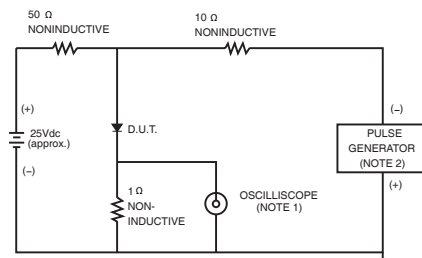 50 Ω
NONINDUCTIVE
10 Ω
NONINDUCTIVE
(+)
25Vdc
(approx.)
(−)
D.U.T.
1 Ω
NON-
INDUCTIVE
OSCILLISCOPE
(NOTE 1)
(−)
PULSE
GENERATOR
(NOTE 2)
(+)